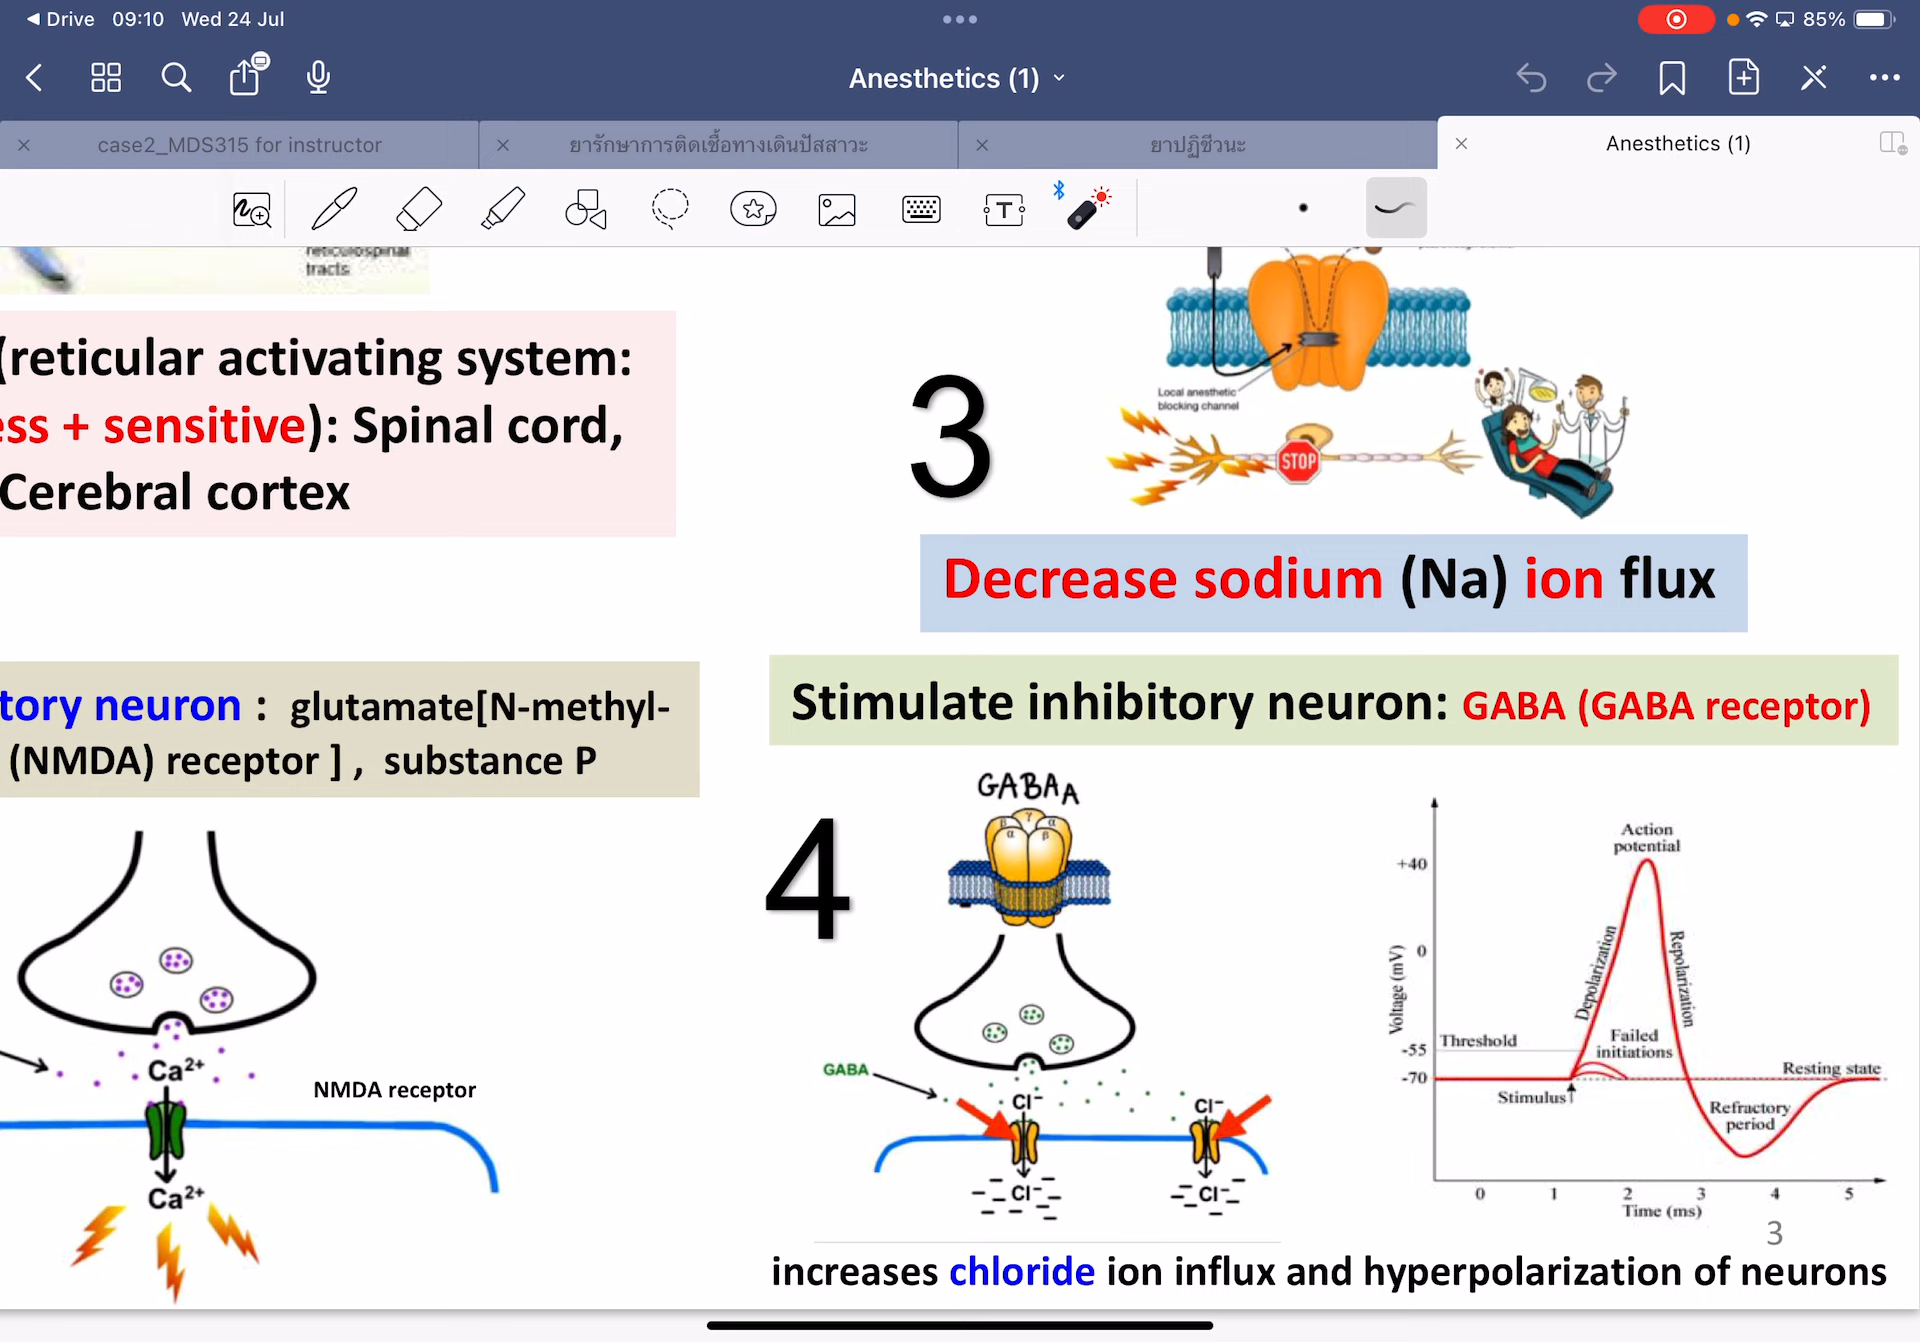 Drive 09:10 Wed 24 Jul
85%
Anesthetics (1)
case2_MDS315 for instructor
ยารักษาการติดเชื้อทางเดินปัสสาวะ
ยาปฏิชีวนะ
Anesthetics (1)
T
reticulospinal
tracts
(reticular activating system:
ess + sensitive): Spinal cord,
Cerebral cortex
3
Local anesthetic
blocking channel
STOP
Decrease sodium (Na) ion flux
tory neuron : glutamate[N-methyl-
(NMDA) receptor ] , substance P
Ca2+
NMDA receptor
Ca2+
Stimulate inhibitory neuron: GABA (GABA receptor)
4
GABAA
β γ α
α β
GABA
Cl- Cl-
Cl- Cl-
Action
potential
+40
0
-55
-70
Voltage (mV)
Depolarization
Repolarization
Threshold
Failed
initiations
Stimulus
Resting state
Refractory
period
0 1 2 3 4 5
Time (ms)
3
increases chloride ion influx and hyperpolarization of neurons